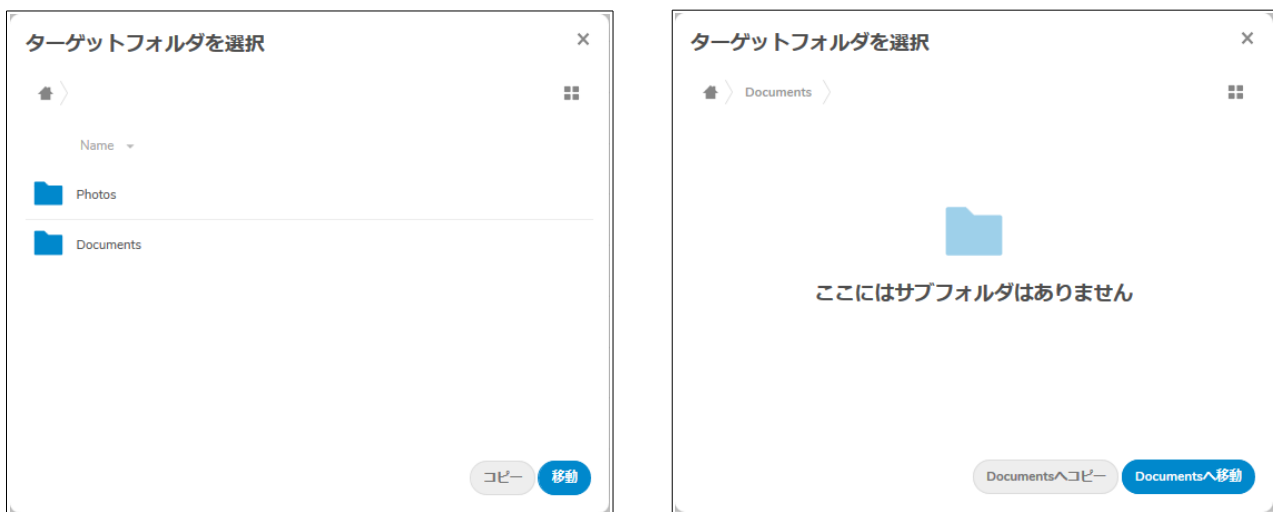 ターゲットフォルダを選択
Name
Photos
Documents
コピー 移動
ターゲットフォルダを選択
Documents
ここにはサブフォルダはありません
Documentsへコピー Documentsへ移動